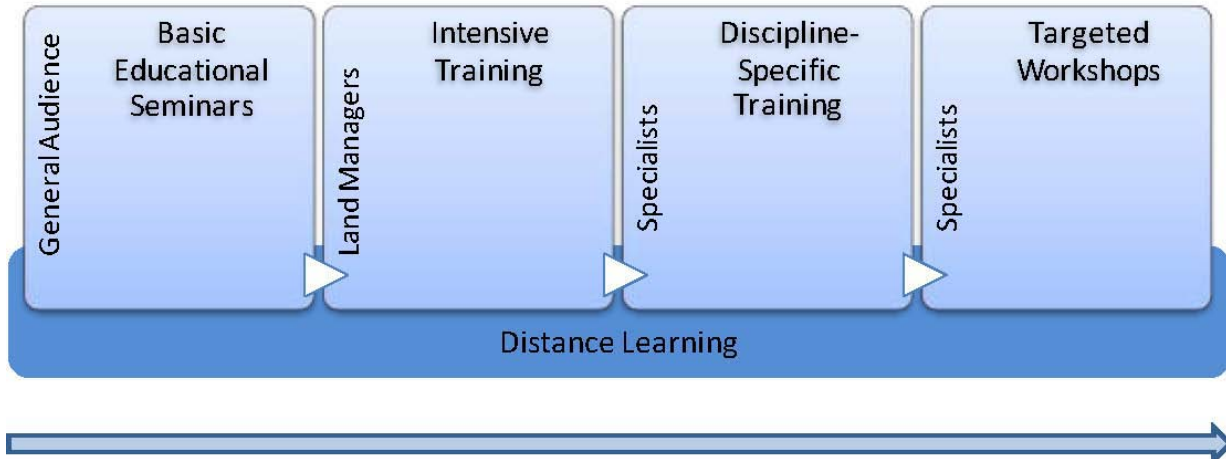 General Audience
Basic
Educational
Seminars
Land Managers
Intensive
Training
Specialists
Discipline-
Specific
Training
Specialists
Targeted
Workshops
Distance Learning